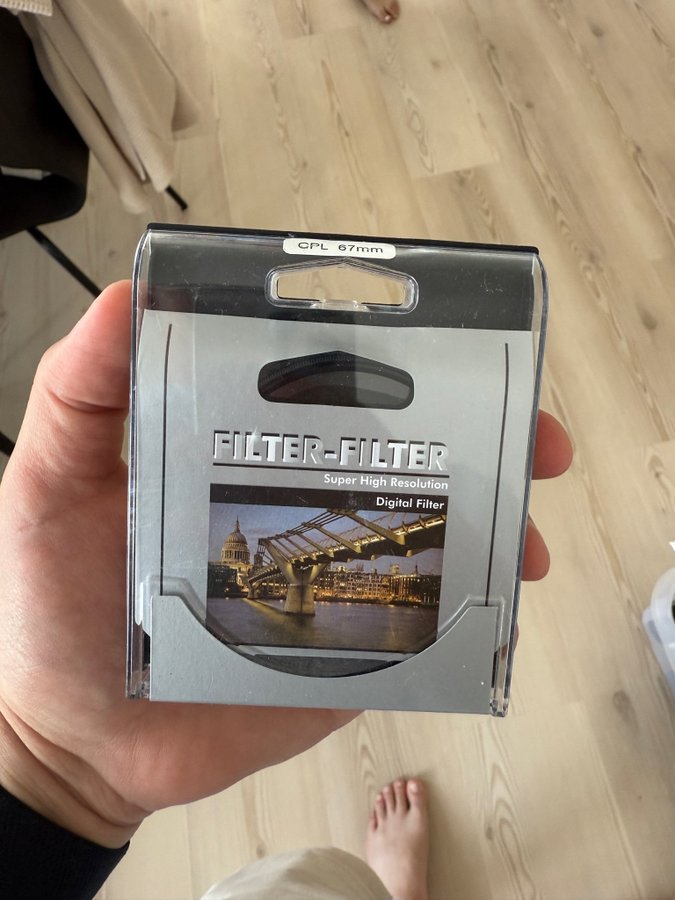 CPL 67mm
FILTER-FILTER
Super High Resolution
Digital Filter